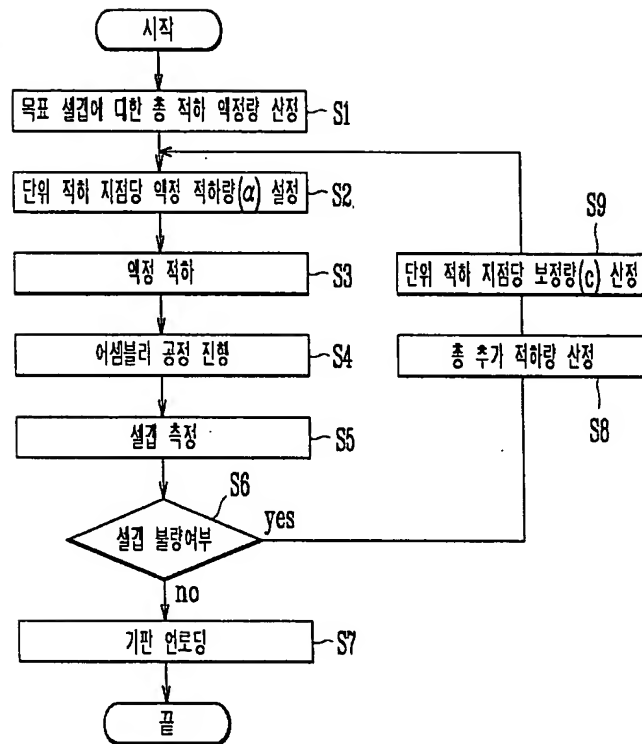 시작
목표 셀갭에 대한 총 적하 액정량 산정
S1
단위 적하 지점당 액정 적하량(α) 설정
S2
액정 적하
S3
어셈블리 공정 진행
S4
셀갭 측정
S5
셀갭 불량여부
S6
yes
no
기판 언로딩
S7
끝
총 추가 적하량 산정
S8
단위 적하 지점당 보정량(c) 산정
S9